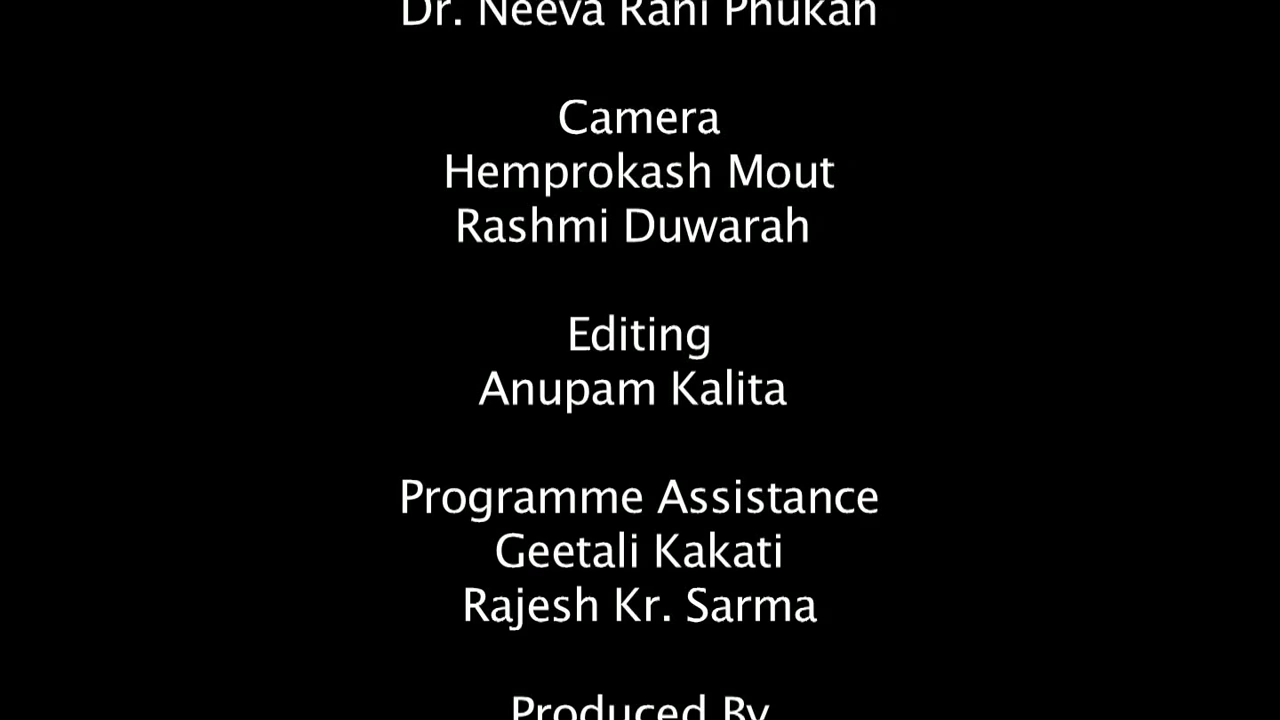 Dr. Neeva Rani Phukan
Camera
Hemprokash Mout
Rashmi Duwarah
Editing
Anupam Kalita
Programme Assistance
Geetali Kakati
Rajesh Kr. Sarma
Produced By